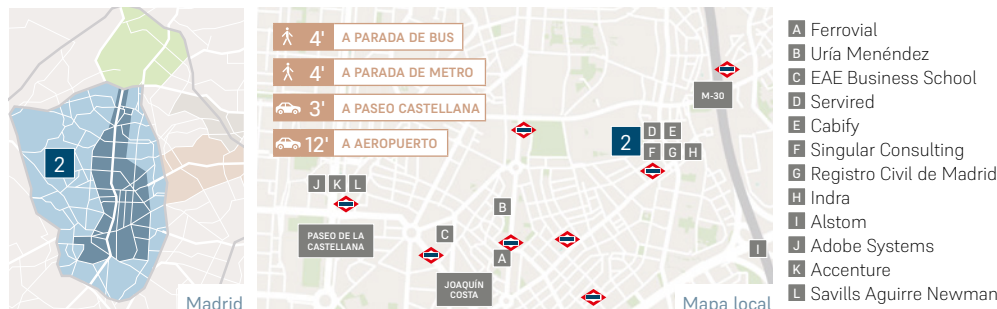 2
Madrid
4' A PARADA DE BUS
4' A PARADA DE METRO
3' A PASEO CASTELLANA
12' A AEROPUERTO
M-30
2
D E
F G H
J K L
B
PASEO DE LA
CASTELLANA
C
A
I
JOAQUÍN
COSTA
Mapa local
A Ferrovial
B Uría Menéndez
C EAE Business School
D Servired
E Cabify
F Singular Consulting
G Registro Civil de Madrid
H Indra
I Alstom
J Adobe Systems
K Accenture
L Savills Aguirre Newman